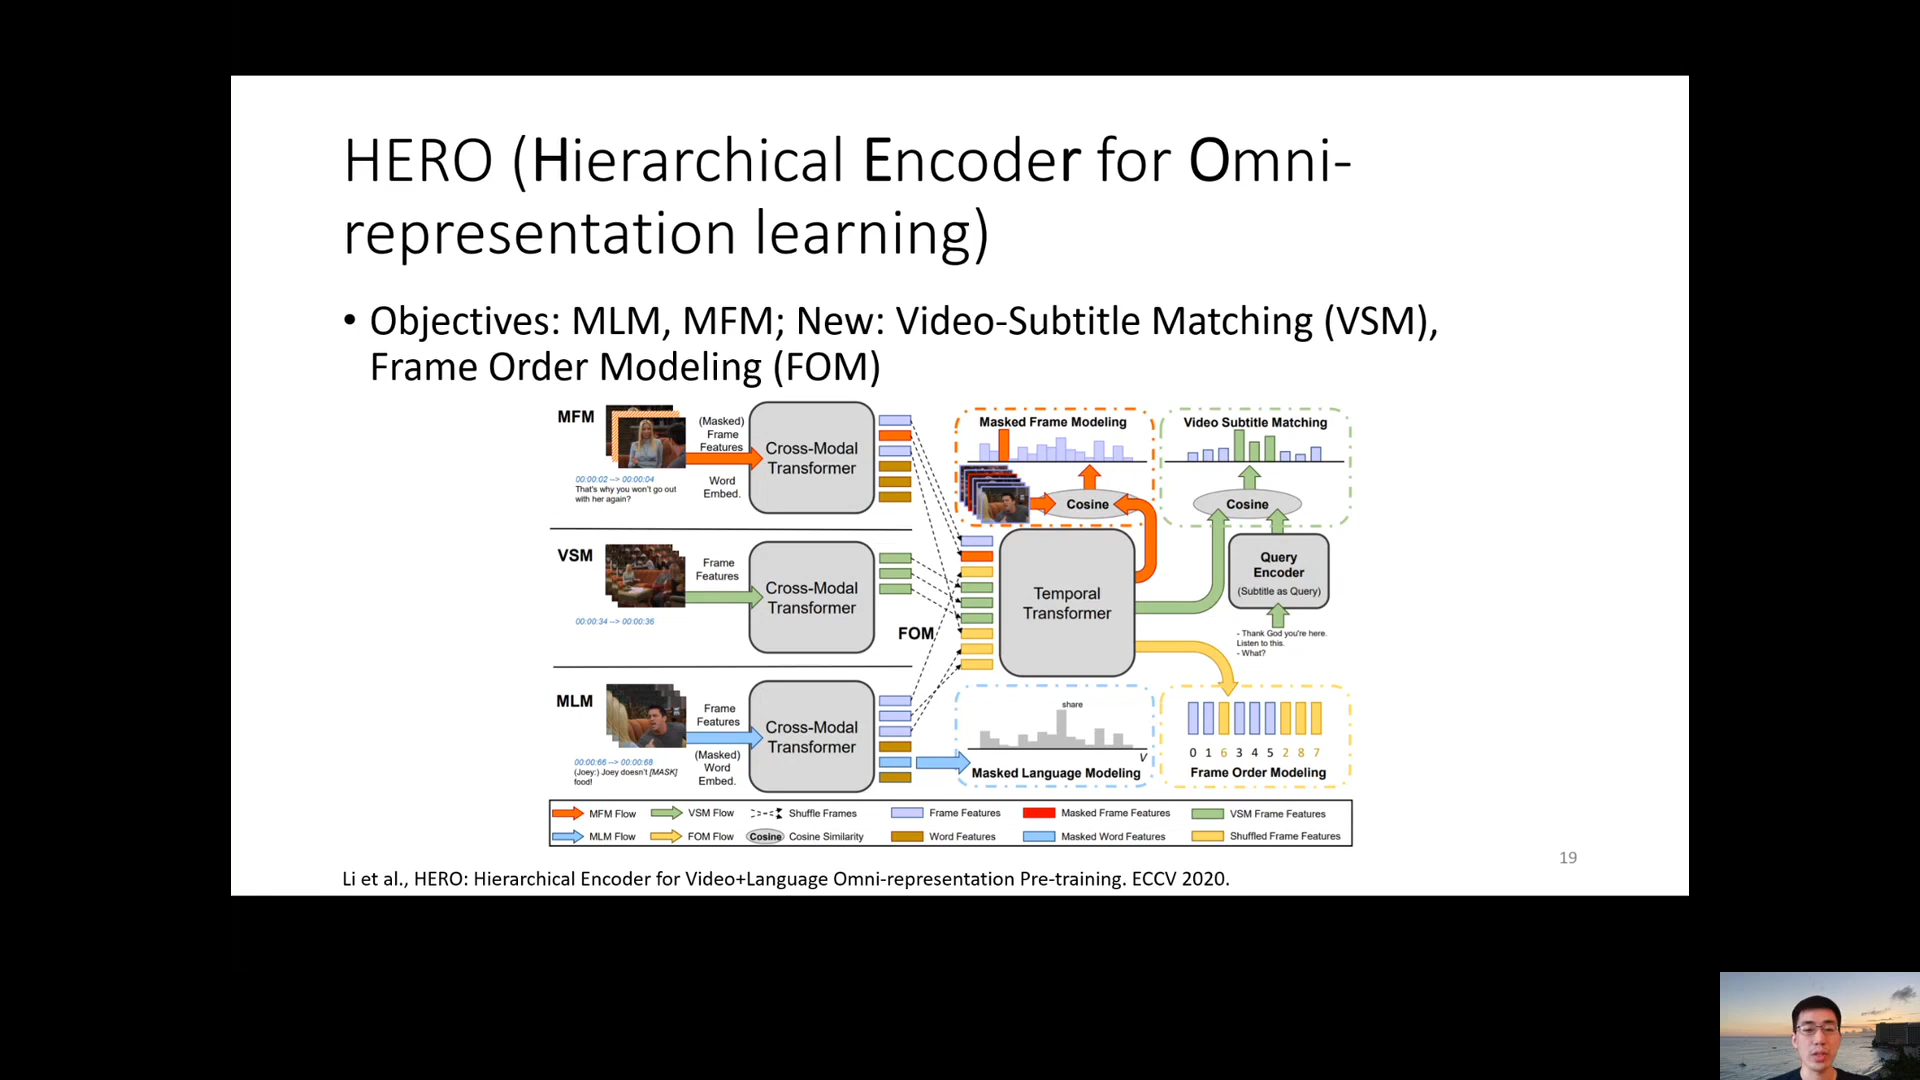 HERO (Hierarchical Encoder for Omni-
representation learning)
• Objectives: MLM, MFM; New: Video-Subtitle Matching (VSM),
Frame Order Modeling (FOM)
MFM
(Masked)
Frame
Features
Word
Embed.
00:00:02 --> 00:00:04
That's why you won't go out
with her again?
Cross-Modal
Transformer
VSM
Frame
Features
00:00:34 --> 00:00:36
Cross-Modal
Transformer
MLM
Frame
Features
(Masked)
Word
Embed.
00:00:66 --> 00:00:68
(Joey:) Joey doesn't [MASK]
food!
Cross-Modal
Transformer
FOM
Temporal
Transformer
Masked Frame Modeling
Cosine
Video Subtitle Matching
Cosine
Query
Encoder
(Subtitle as Query)
- Thank God you're here.
Listen to this.
- What?
share
V
Masked Language Modeling
0 1 6 3 4 5 2 8 7
Frame Order Modeling
MFM Flow
VSM Flow
Shuffle Frames
Frame Features
Masked Frame Features
VSM Frame Features
MLM Flow
FOM Flow
Cosine
Cosine Similarity
Word Features
Masked Word Features
Shuffled Frame Features
19
Li et al., HERO: Hierarchical Encoder for Video+Language Omni-representation Pre-training. ECCV 2020.